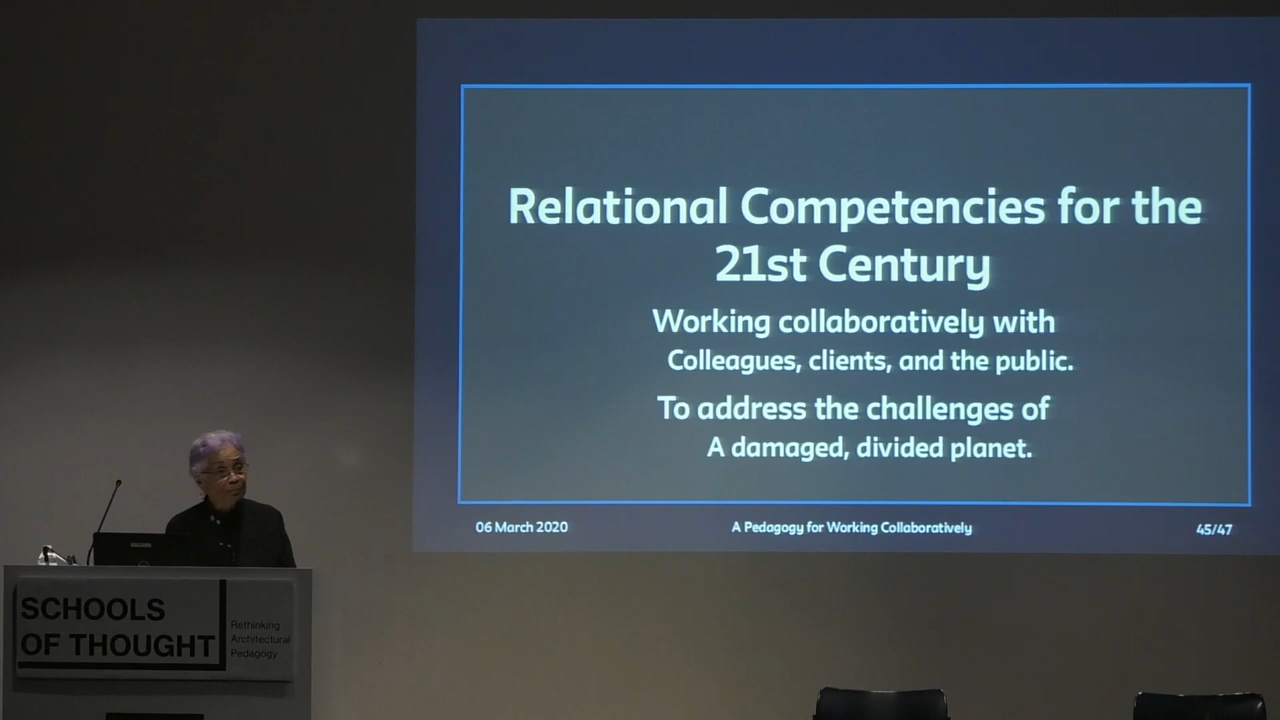 Relational Competencies for the
21st Century
Working collaboratively with
Colleagues, clients, and the public.
To address the challenges of
A damaged, divided planet.
06 March 2020
A Pedagogy for Working Collaboratively
45/47
SCHOOLS
OF THOUGHT
Rethinking
Architectural
Pedagogy